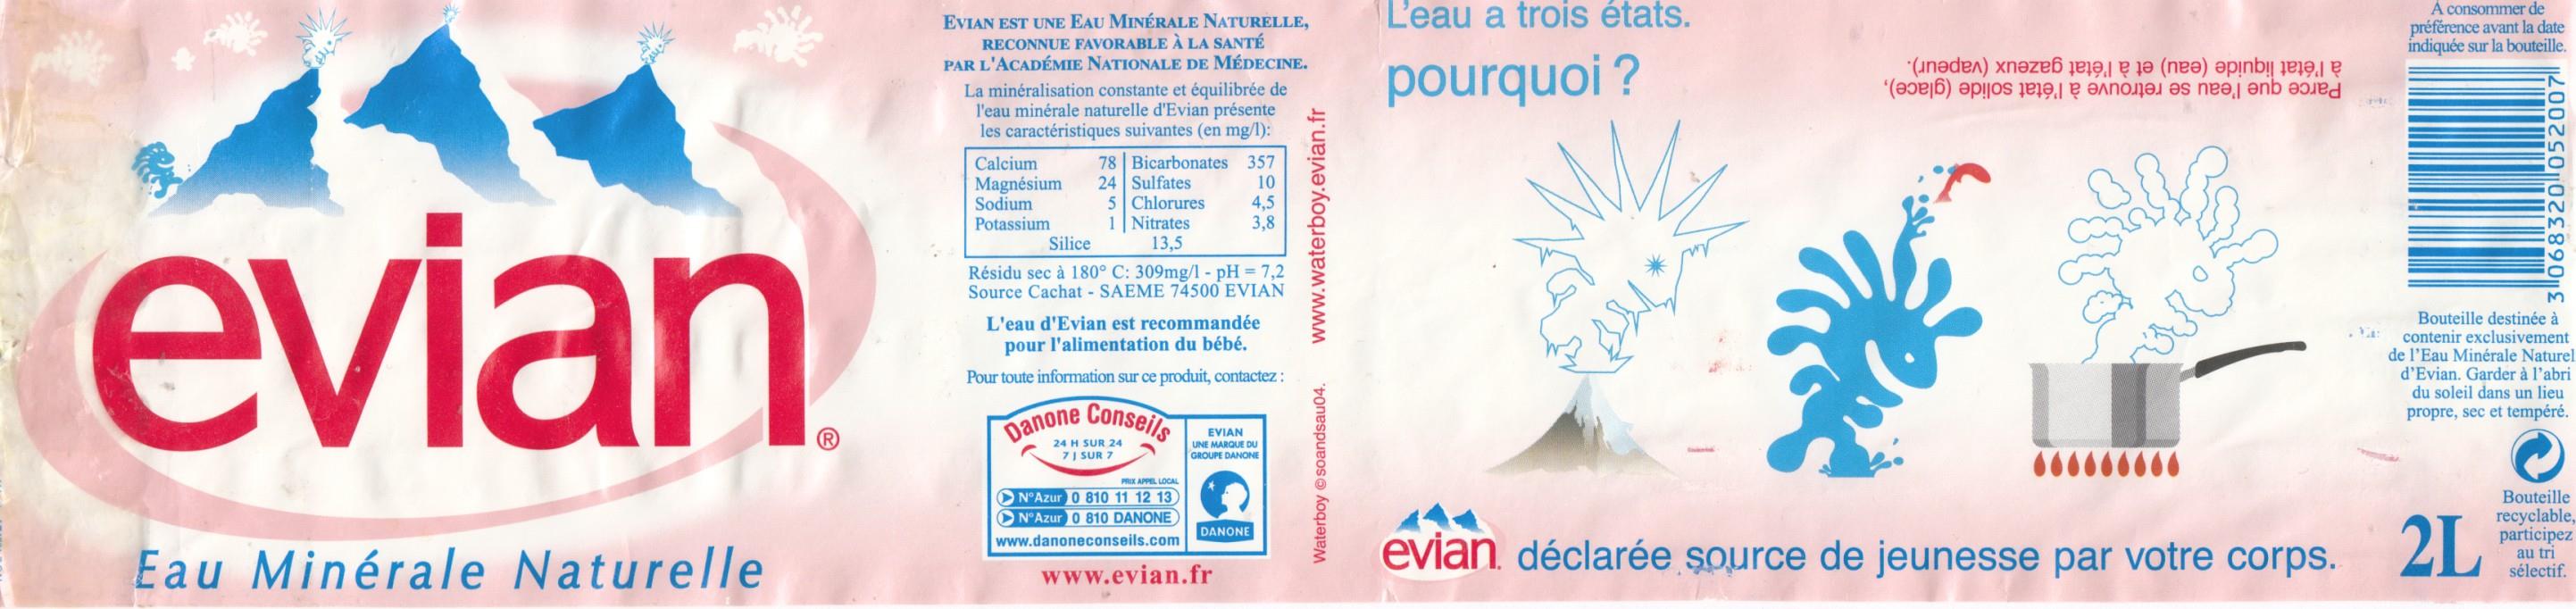 evian®
Eau Minérale Naturelle
EVIAN EST UNE EAU MINÉRALE NATURELLE,
RECONNUE FAVORABLE À LA SANTÉ
PAR L'ACADÉMIE NATIONALE DE MÉDECINE.
La minéralisation constante et équilibrée de
l'eau minérale naturelle d'Evian présente
les caractéristiques suivantes (en mg/l):
Calcium 78 Bicarbonates 357
Magnésium 24 Sulfates 10
Sodium 5 Chlorures 4,5
Potassium 1 Nitrates 3,8
Silice 13,5
Résidu sec à 180° C: 309mg/l - pH = 7,2
Source Cachat - SAEME 74500 EVIAN
L'eau d'Evian est recommandée
pour l'alimentation du bébé.
Pour toute information sur ce produit, contactez :
Danone Conseils
24 H SUR 24
7 J SUR 7
PRIX APPEL LOCAL
N°Azur 0 810 11 12 13
N°Azur 0 810 DANONE
www.danoneconseils.com
EVIAN
UNE MARQUE DU
GROUPE DANONE
DANONE
www.evian.fr
Waterboy ©soandsau04. www.waterboy.evian.fr
L'eau a trois états.
pourquoi ?
Parce que l'eau se retrouve à l'état solide (glace),
à l'état liquide (eau) et à l'état gazeux (vapeur).
evian. déclarée source de jeunesse par votre corps.
A consommer de
préférence avant la date
indiquée sur la bouteille.
3 068320 052007
Bouteille destinée à
contenir exclusivement
de l'Eau Minérale Naturel
d'Evian. Garder à l'abri
du soleil dans un lieu
propre, sec et tempéré.
2L
Bouteille
recyclable,
participez
au tri
sélectif.